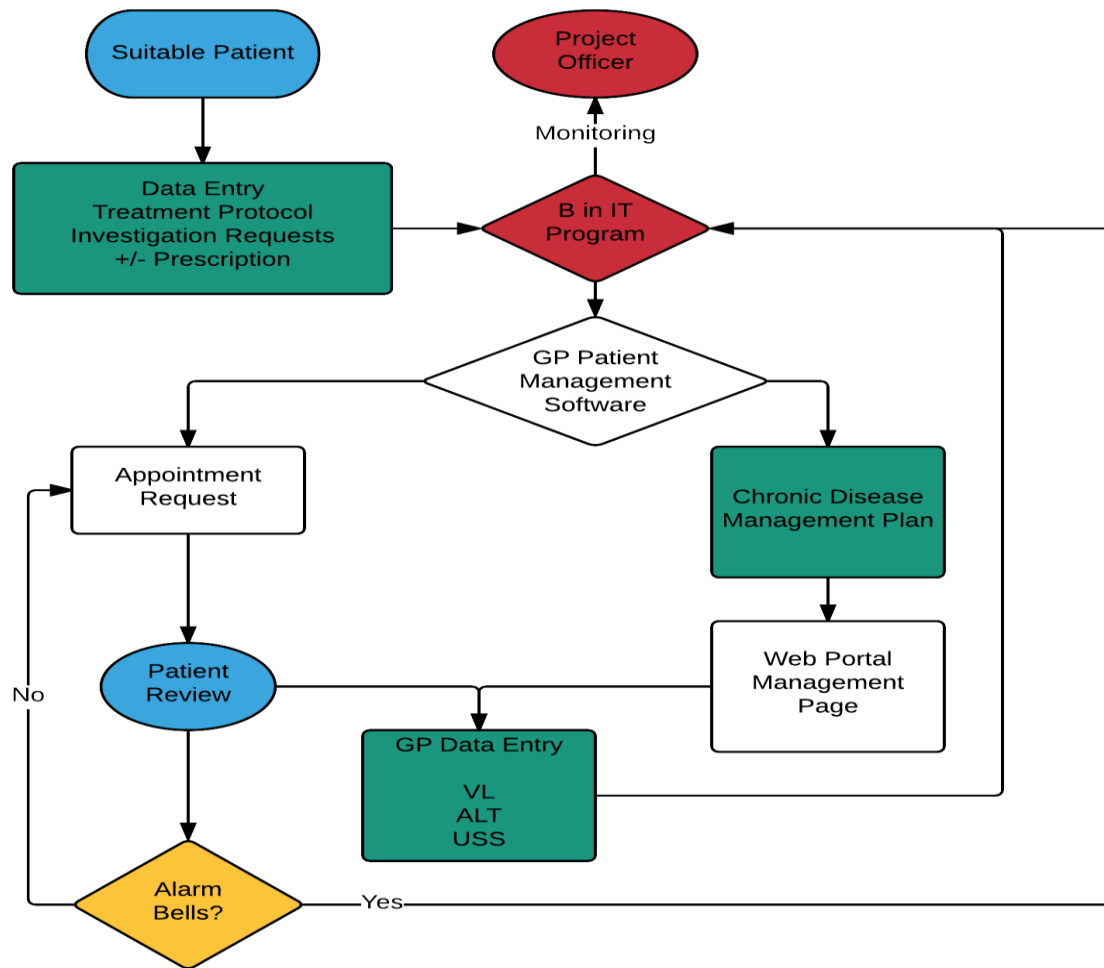 Suitable Patient
Project
Officer
Monitoring
Data Entry
Treatment Protocol
Investigation Requests
+/- Prescription
B in IT
Program
GP Patient
Management
Software
Appointment
Request
Chronic Disease
Management Plan
Patient
Review
Web Portal
Management
Page
No
GP Data Entry
VL
ALT
USS
Alarm
Bells?
Yes